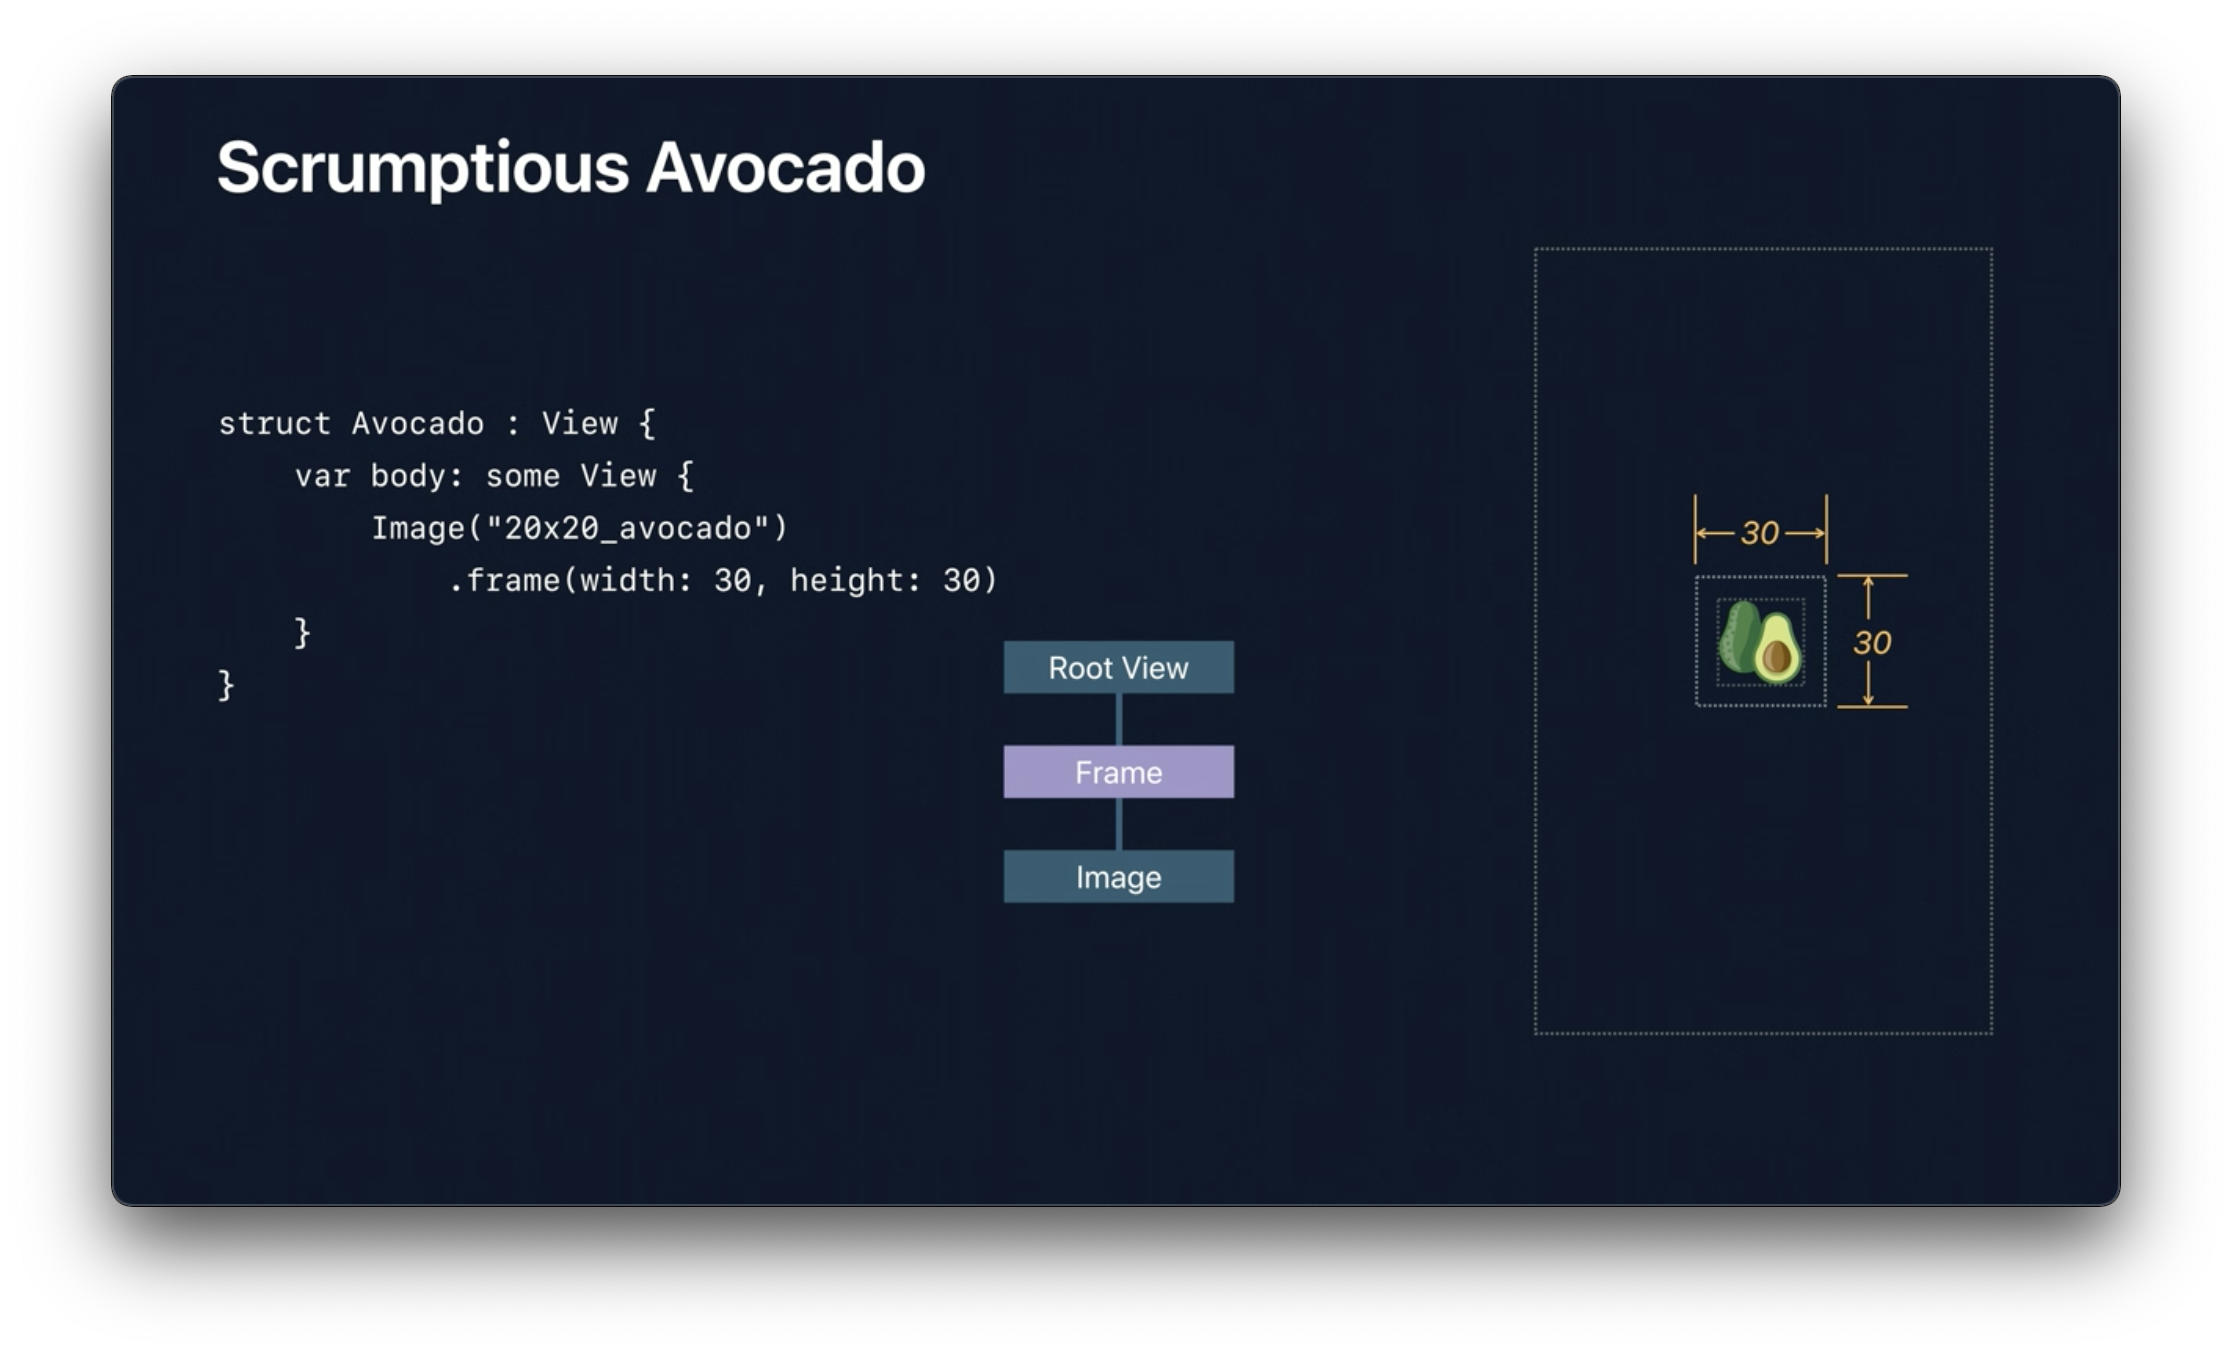 Scrumptious Avocado
struct Avocado : View {
    var body: some View {
        Image("20x20_avocado")
            .frame(width: 30, height: 30)
    }
}
Root View
Frame
Image
30
30